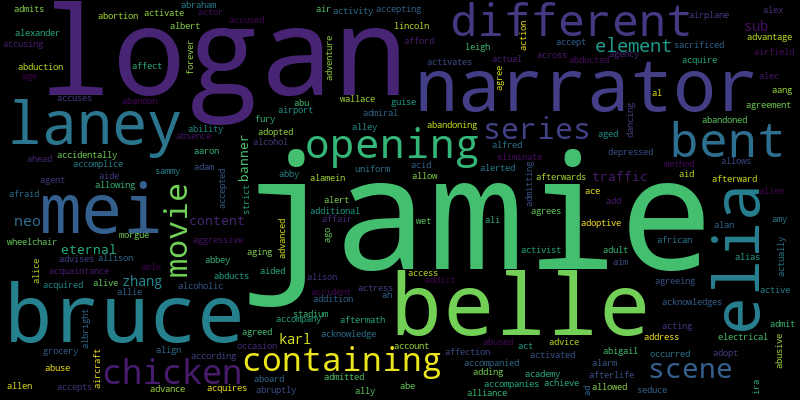 admits
abortion
activate
abraham
actor
accused
air
activity
accepting
different
alex
airplane
logan
alexander
albert
lincoln
action
leigh
accept
sacrificed
sub
advantage
accusing
forever
adventure
afford
element
airfield
abduction
affect
activates
actual
across
abducted
agency
acquire
age
agree
narrator
alec
aang
accuses
abandon
wallace
guise
al
agreement
laney
fury
abu
admiral
abandoning
series
aged
dancing
abandoned
bent
ability
airport
adopted
alley
absence
alcohol
opening
alfred
depressed
ahead
accidentally
aaron
banner
eliminate
alerted
allows
accomplice
sammy
adam
abby
uniform
acid
afterwards
traffic
method
aid
afterward
agent
aide
alamein
allow
admitting
ace
alien
afraid
allowing
movie
accepted
strict
additional
alert
jamie
agrees
adoptive
add
mei
neo
content
affair
wet
ali
alan
ella
amy
wheelchair
morgue
aggressive
aging
advanced
ago
activist
adult
african
alias
actually
eternal
advises
allison
able
abbey
alison
aim
alice
acquaintance
zhang
abducts
aided
access
addict
agreeing
active
acquired
alive
alcoholic
actress
ah
belle
acknowledges
bruce
allie
accident
addition
stadium
acting
admit
albright
accompany
aftermath
abused
address
electrical
grocery
align
agreed
karl
acknowledge
account
act
advice
abigail
occurred
adopt
abusive
according
occasion
containing
affection
activated
alarm
aircraft
abuse
chicken
aboard
admitted
adding
accompanied
academy
afterlife
scene
allen
accepts
advance
acquires
abruptly
ally
abe
accompanies
alliance
achieve
ad
allowed
seduce
ira